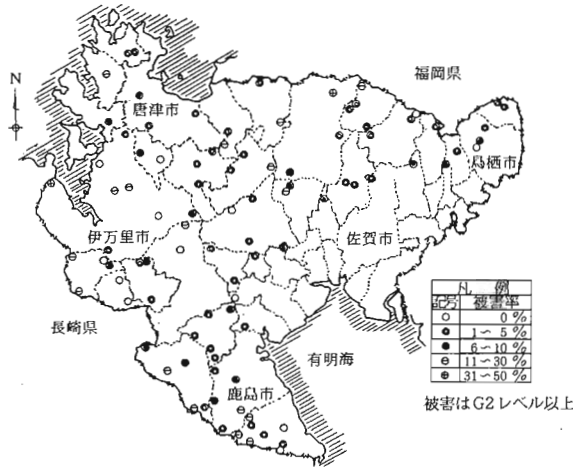 N
福岡県
唐津市
鳥栖市
伊万里市
佐賀市
長崎県
有明海
鹿島市
凡 例
記号 被害率
0 %
1〜 5 %
6〜10 %
11〜30 %
31〜50 %
被害はG2レベル以上